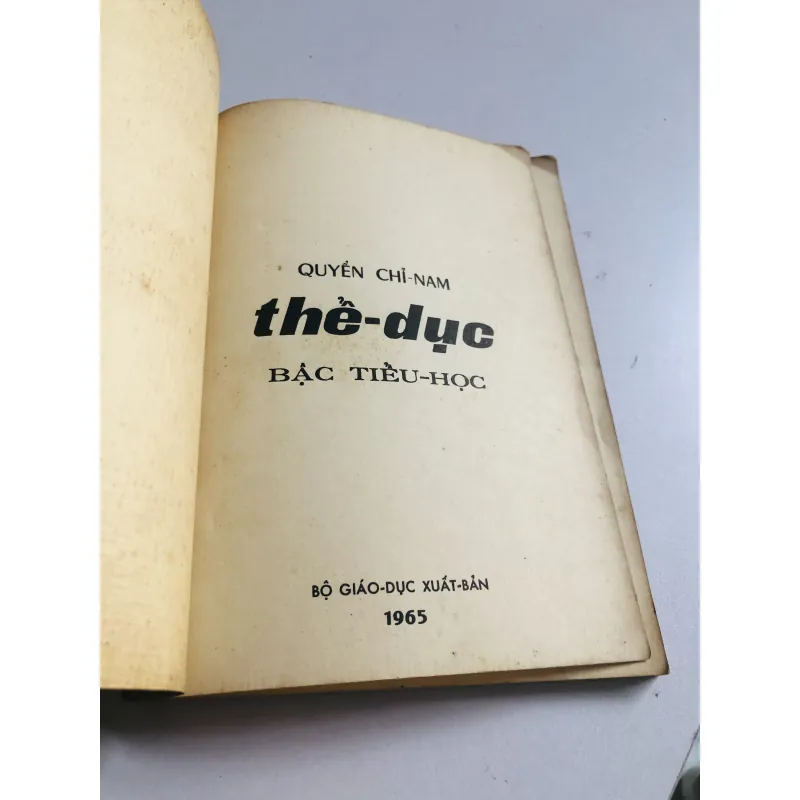 QUYỂN CHỈ-NAM
thể-dục
BẬC TIỂU-HỌC
BỘ GIÁO-DỤC XUẤT-BẢN
1965